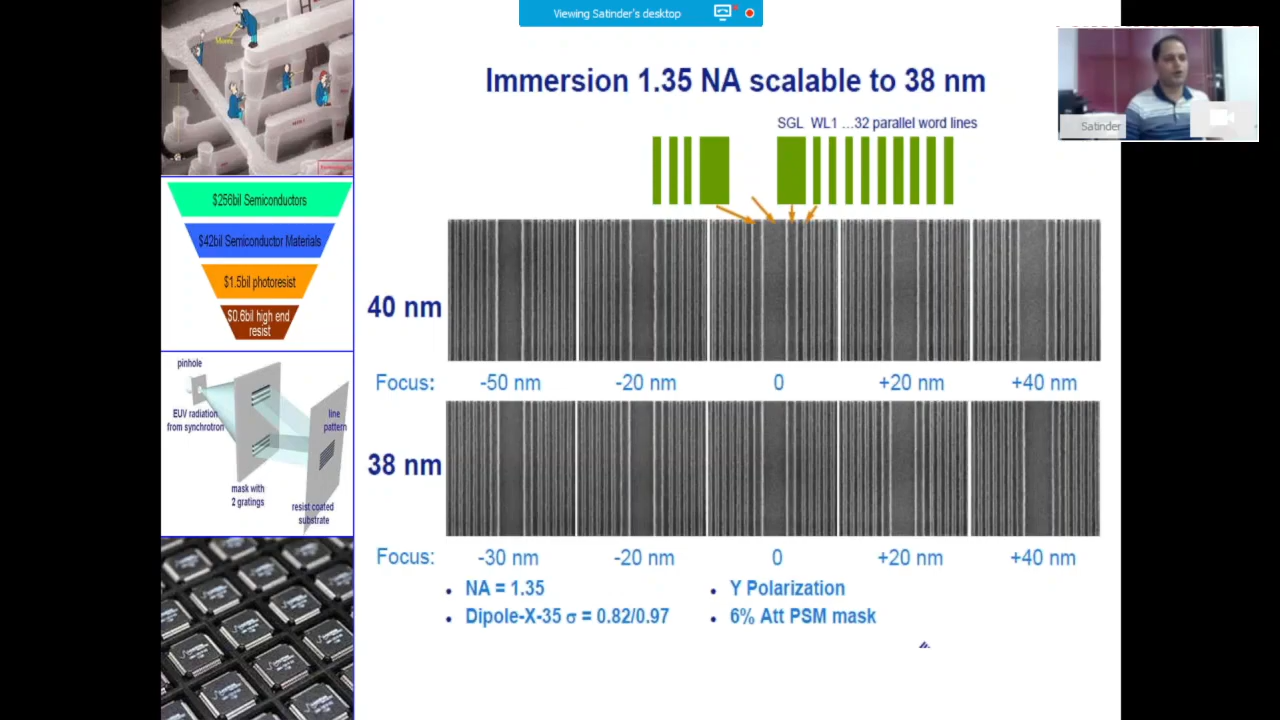 Viewing Satinder's desktop
Satinder
Immersion 1.35 NA scalable to 38 nm
SGL WL1 ...32 parallel word lines
40 nm
Focus: -50 nm -20 nm 0 +20 nm +40 nm
38 nm
Focus: -30 nm -20 nm 0 +20 nm +40 nm
• NA = 1.35
• Dipole-X-35 σ = 0.82/0.97
• Y Polarization
• 6% Att PSM mask
$256bil Semiconductors
$42bil Semiconductor Materials
$1.5bil photoresist
$0.6bil high end
resist
pinhole
EUV radiation
from synchrotron
line
pattern
mask with
2 gratings
resist coated
substrate